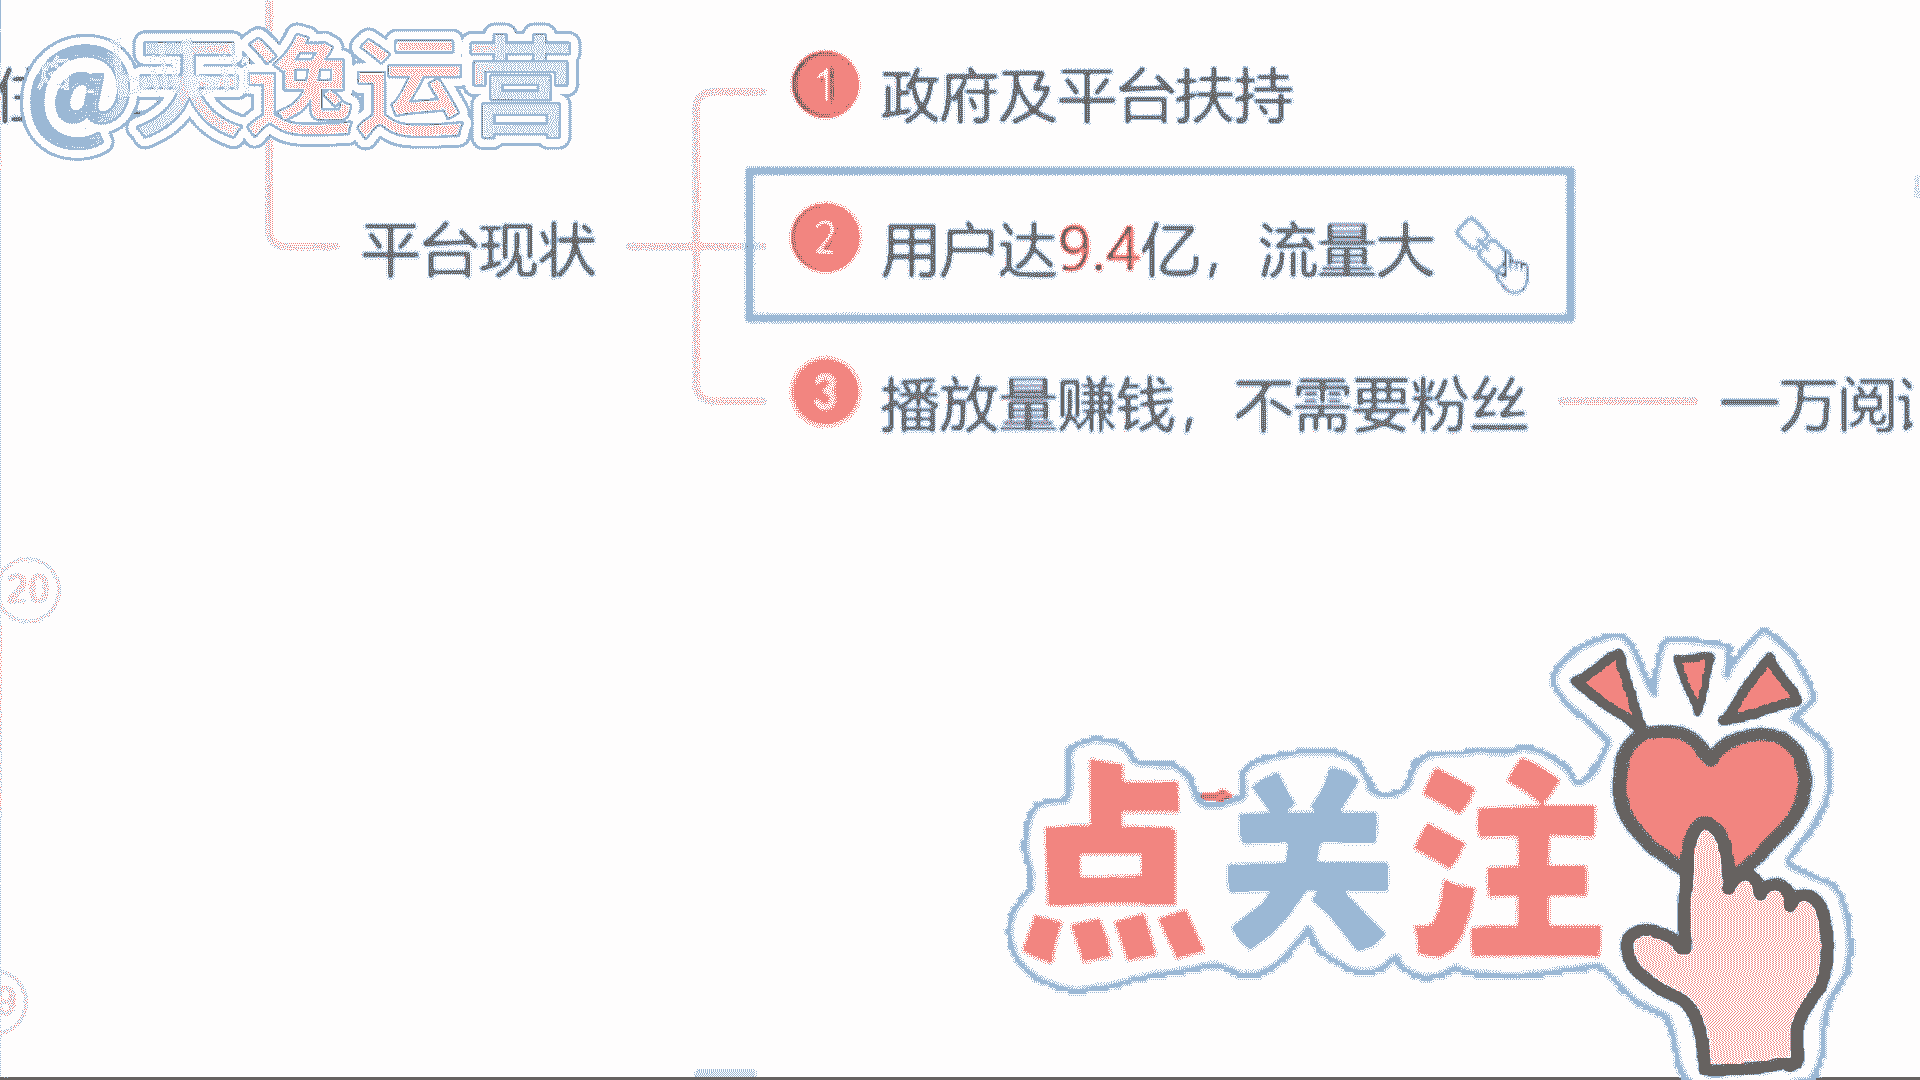 @天逸运营
1 政府及平台扶持
平台现状
2 用户达9.4亿，流量大
3 播放量赚钱，不需要粉丝
一万阅
20
点关注
9